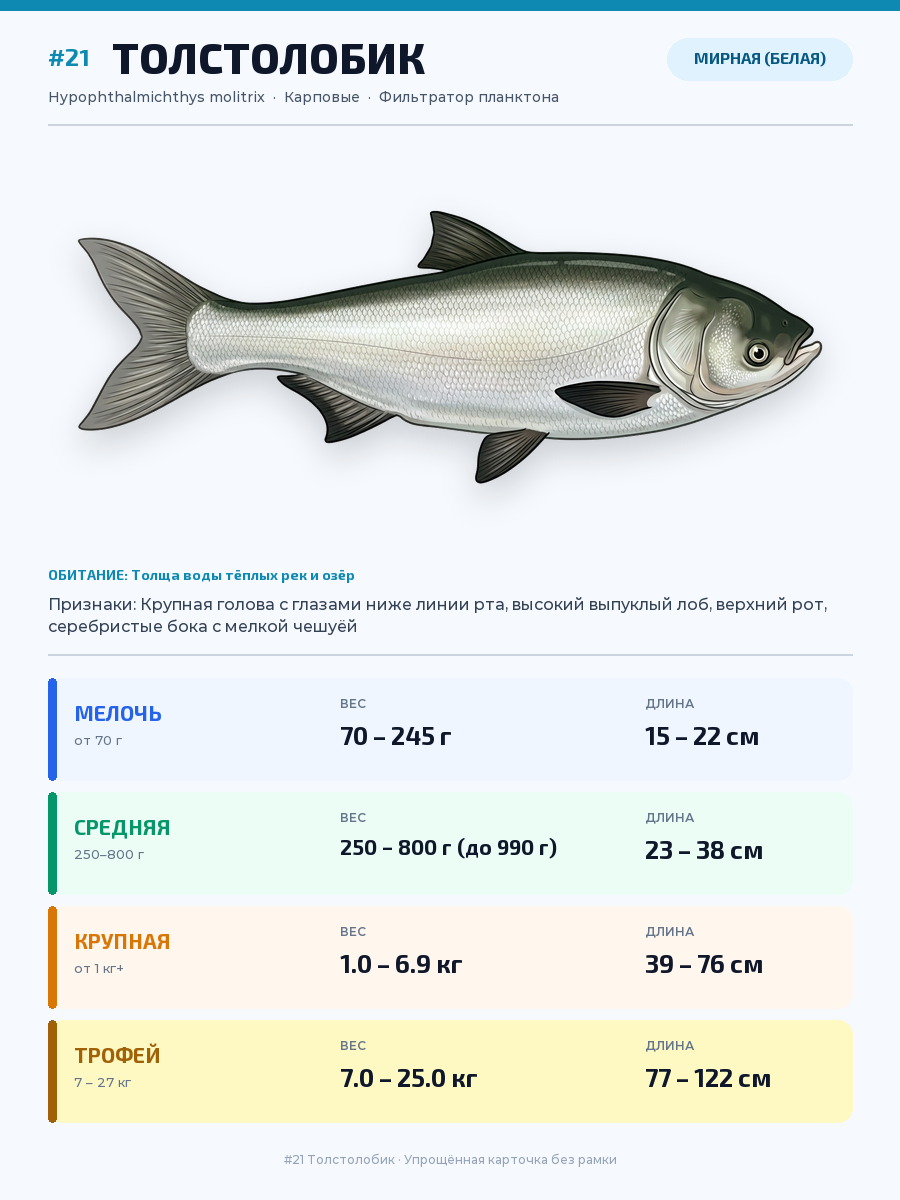 #21 ТОЛСТОЛОБИК
МИРНАЯ (БЕЛАЯ)
Hypophthalmichthys molitrix · Карповые · Фильтратор планктона
ОБИТАНИЕ: Толща воды тёплых рек и озёр
Признаки: Крупная голова с глазами ниже линии рта, высокий выпуклый лоб, верхний рот,
серебристые бока с мелкой чешуёй
МЕЛОЧЬ
от 70 г
ВЕС
70 – 245 г
ДЛИНА
15 – 22 см
СРЕДНЯЯ
250–800 г
ВЕС
250 – 800 г (до 990 г)
ДЛИНА
23 – 38 см
КРУПНАЯ
от 1 кг+
ВЕС
1.0 – 6.9 кг
ДЛИНА
39 – 76 см
ТРОФЕЙ
7 – 27 кг
ВЕС
7.0 – 25.0 кг
ДЛИНА
77 – 122 см
#21 Толстолобик · Упрощённая карточка без рамки